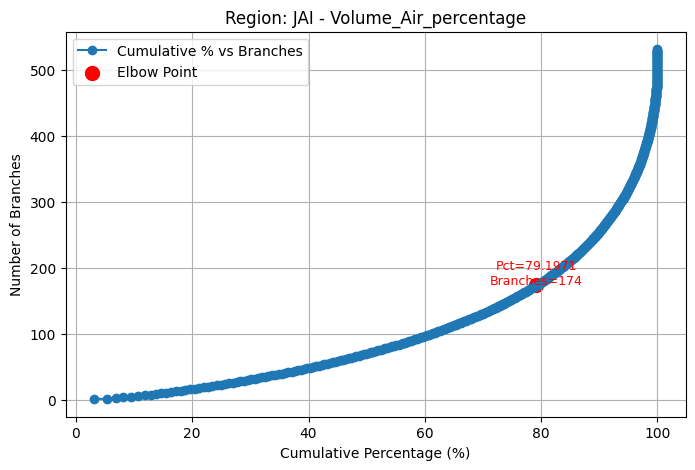 Region: JAI - Volume_Air_percentage
Cumulative % vs Branches
Elbow Point
500
400
300
200
100
0
Number of Branches
Pct=79.1971
Branches=174
0 20 40 60 80 100
Cumulative Percentage (%)